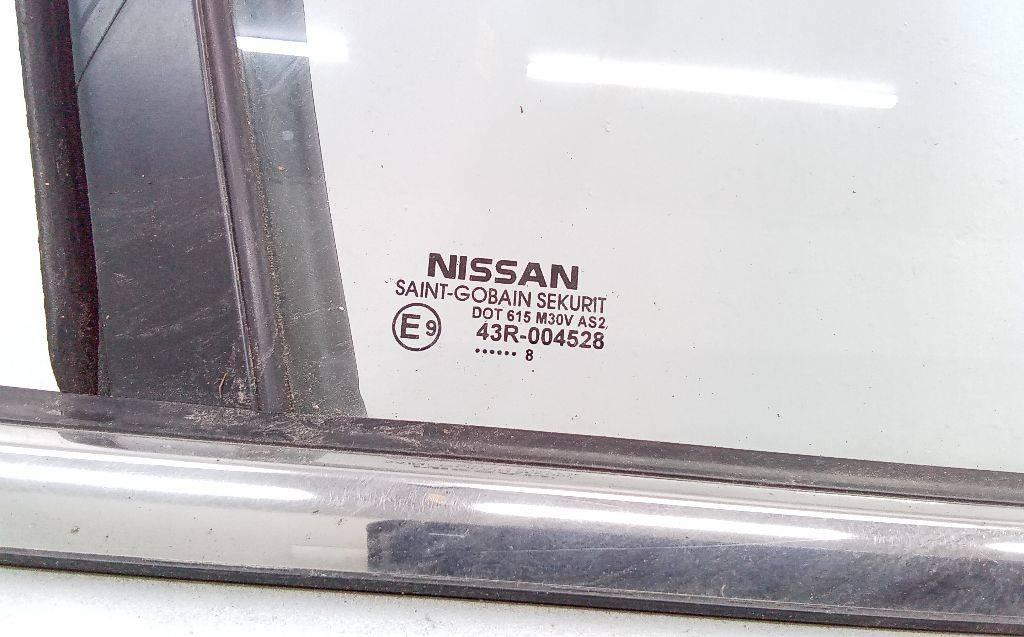 NISSAN
SAINT-GOBAIN SEKURIT
DOT 615 M30V AS2
E9
43R-004528
...... 8